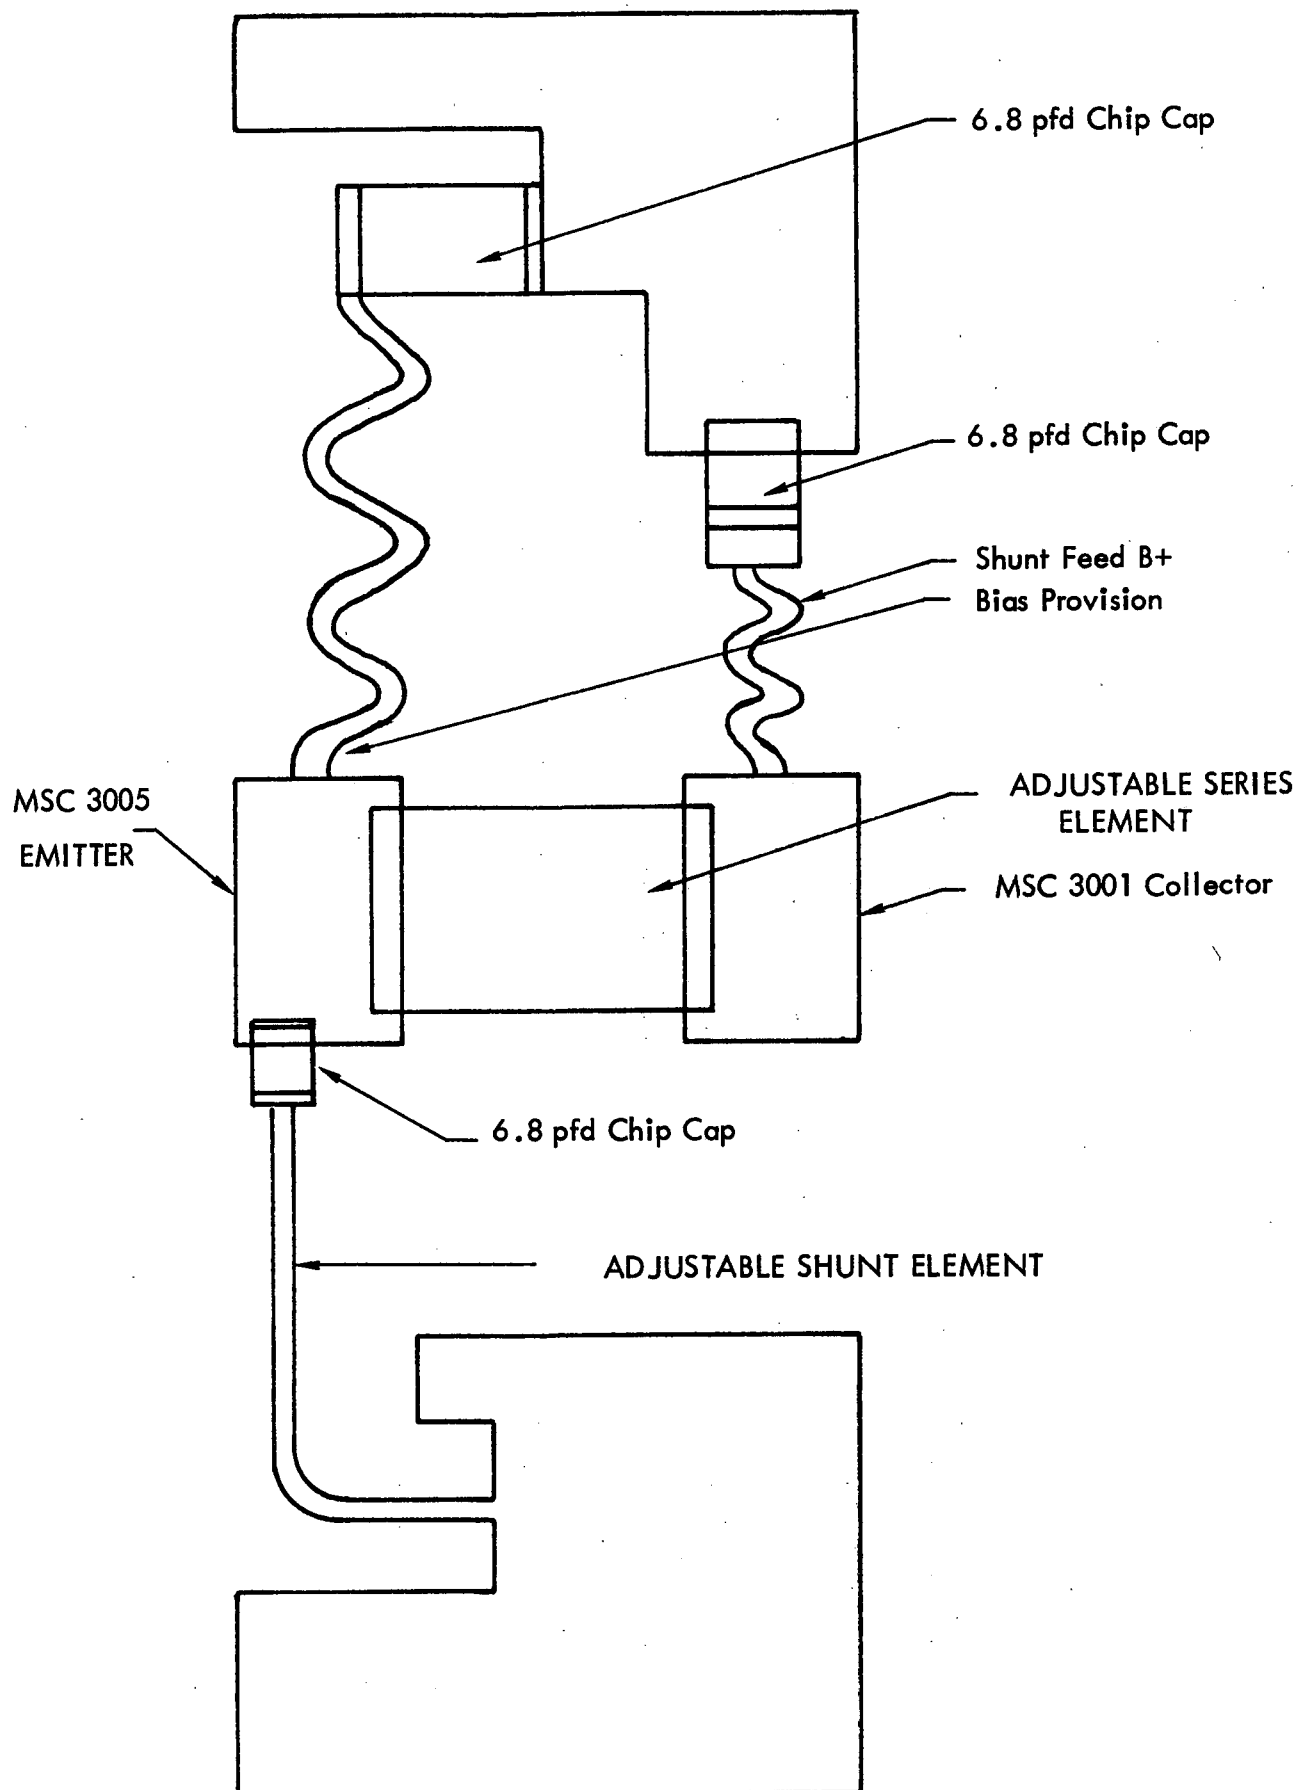 6.8 pfd Chip Cap
6.8 pfd Chip Cap
Shunt Feed B+
Bias Provision
MSC 3005
EMITTER
ADJUSTABLE SERIES
ELEMENT
MSC 3001 Collector
6.8 pfd Chip Cap
ADJUSTABLE SHUNT ELEMENT